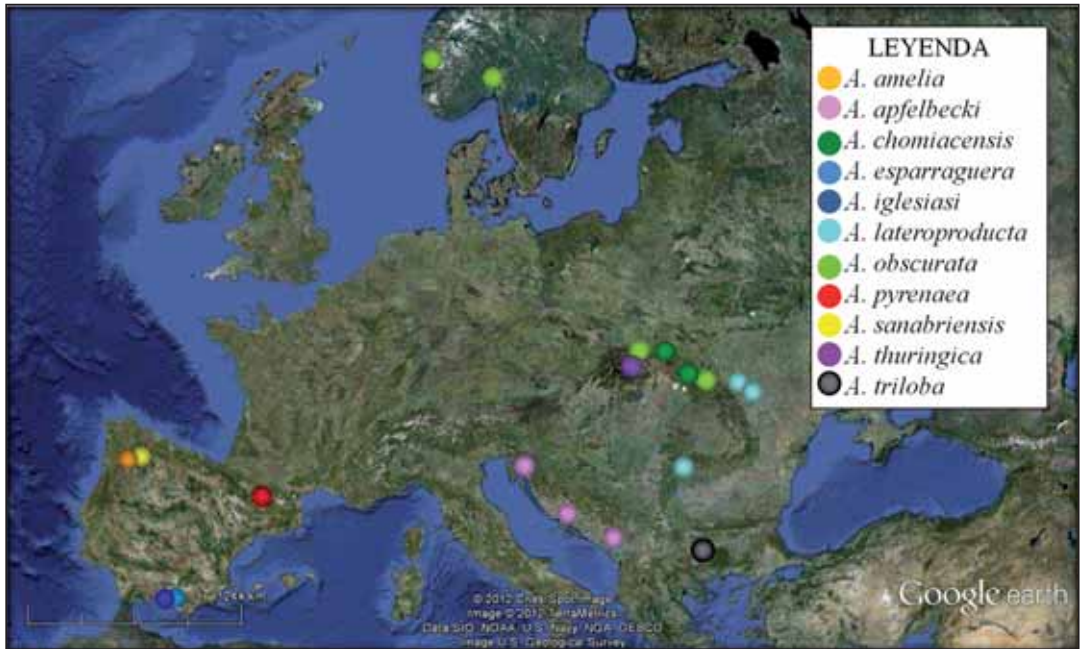 LEYENDA
A. amelia
A. apfelbecki
A. chomiacensis
A. esparraguera
A. iglesiasi
A. lateroproducta
A. obscurata
A. pyrenaea
A. sanabriensis
A. thuringica
A. triloba
© 2012 Cnes/Spot Image
Image © 2012 TerraMetrics
Data SIO, NOAA, U.S. Navy, NGA, GEBCO
Image U.S. Geological Survey
Google earth